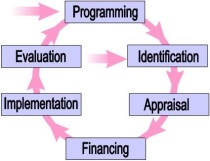 Programming
Evaluation
Identification
Implementation
Appraisal
Financing